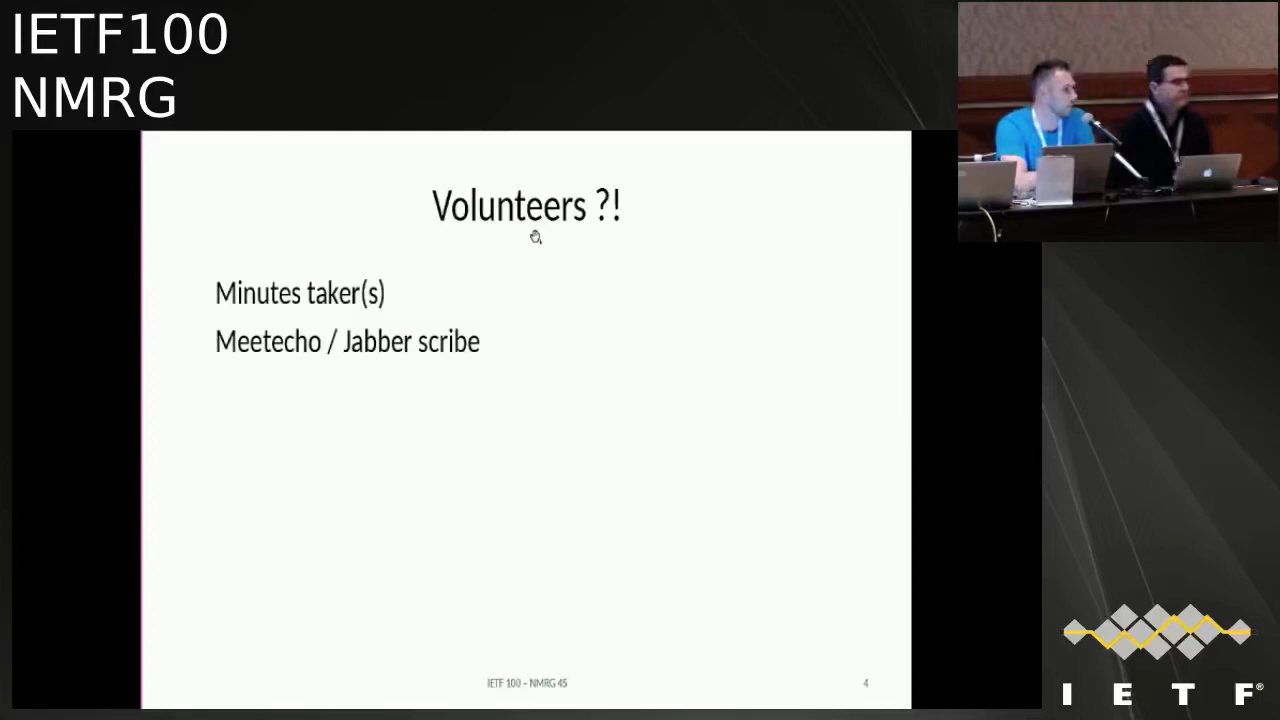 IETF100
NMRG
Volunteers ?!
Minutes taker(s)
Meetecho / Jabber scribe
IETF 100 – NMRG 45
4
I E T F®